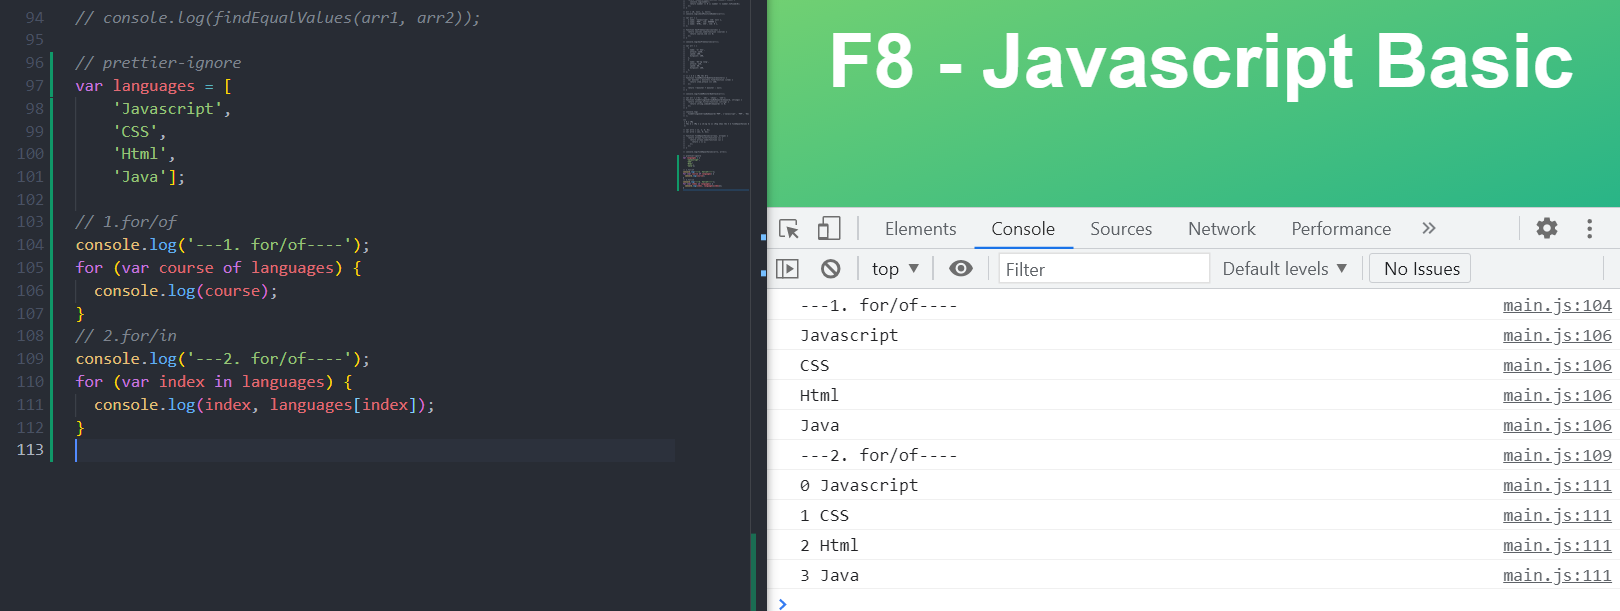 94 // console.log(findEqualValues(arr1, arr2));
95
96 // prettier-ignore
97 var languages = [
98 'Javascript',
99 'CSS',
100 'Html',
101 'Java'];
102
103 // 1.for/of
104 console.log('---1. for/of----');
105 for (var course of languages) {
106 console.log(course);
107 }
108 // 2.for/in
109 console.log('---2. for/of----');
110 for (var index in languages) {
111 console.log(index, languages[index]);
112 }
113
F8 - Javascript Basic
Elements Console Sources Network Performance »
top ▼ Filter Default levels ▼ No Issues
---1. for/of---- main.js:104
Javascript main.js:106
CSS main.js:106
Html main.js:106
Java main.js:106
---2. for/of---- main.js:109
0 Javascript main.js:111
1 CSS main.js:111
2 Html main.js:111
3 Java main.js:111